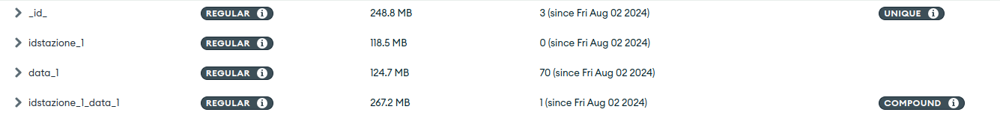 _id_ REGULAR i 248.8 MB 3 (since Fri Aug 02 2024) UNIQUE i
idstazione_1 REGULAR i 118.5 MB 0 (since Fri Aug 02 2024)
data_1 REGULAR i 124.7 MB 70 (since Fri Aug 02 2024)
idstazione_1_data_1 REGULAR i 267.2 MB 1 (since Fri Aug 02 2024) COMPOUND i